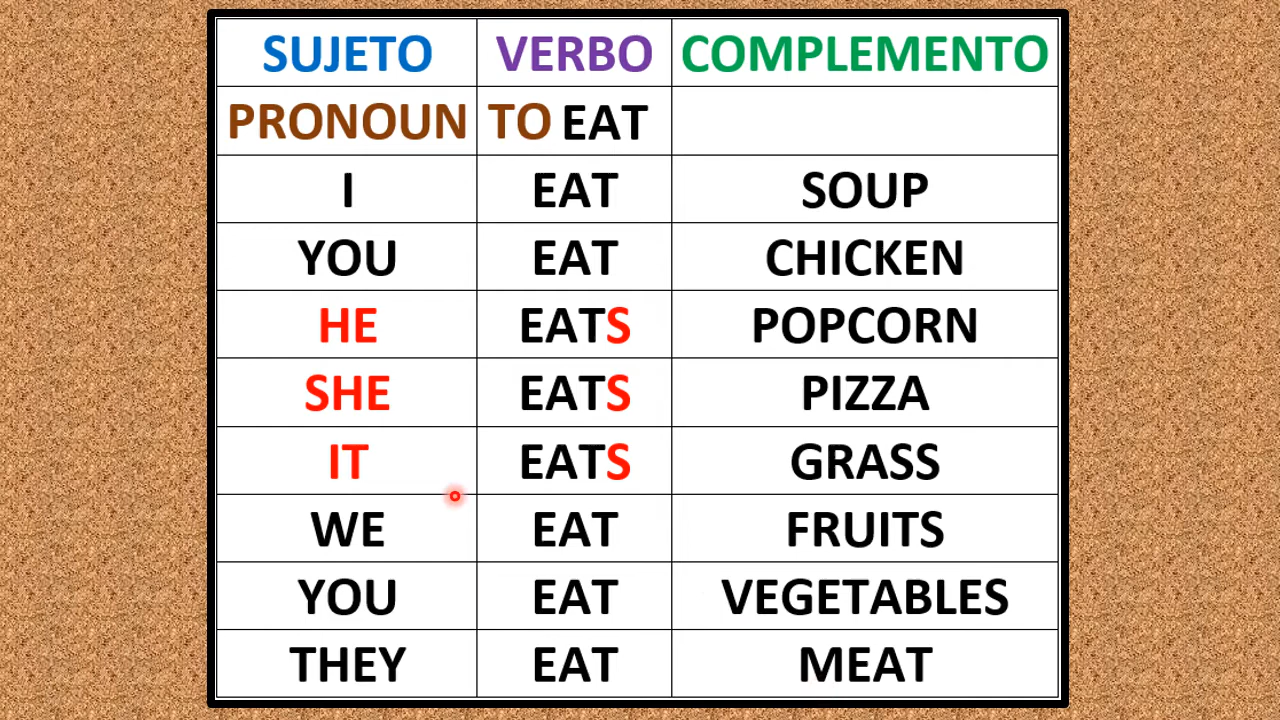 SUJETO VERBO COMPLEMENTO
PRONOUN TO EAT
I EAT SOUP
YOU EAT CHICKEN
HE EATS POPCORN
SHE EATS PIZZA
IT EATS GRASS
WE EAT FRUITS
YOU EAT VEGETABLES
THEY EAT MEAT